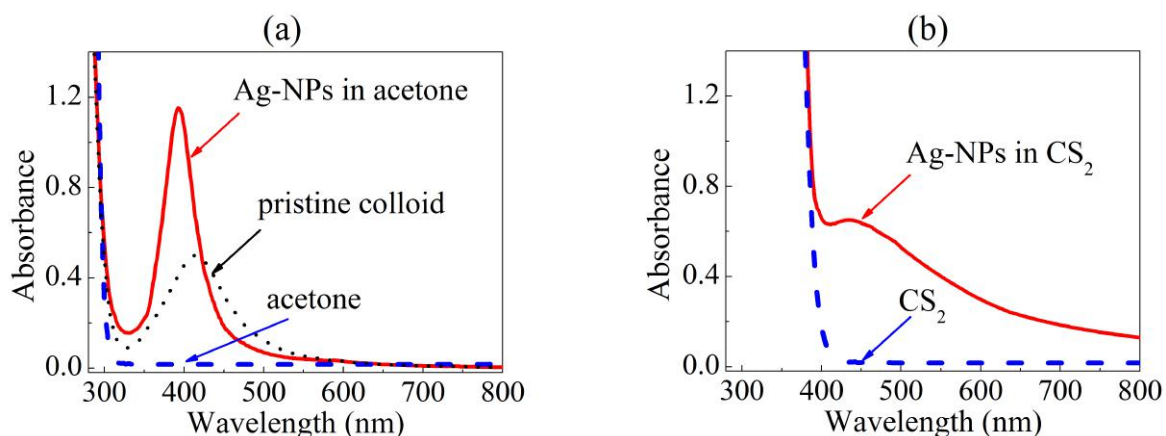 (a)
1.2
0.8
0.4
0.0
Absorbance
Ag-NPs in acetone
pristine colloid
acetone
300 400 500 600 700 800
Wavelength (nm)
(b)
1.2
0.8
0.4
0.0
Absorbance
Ag-NPs in CS₂
CS₂
300 400 500 600 700 800
Wavelength (nm)